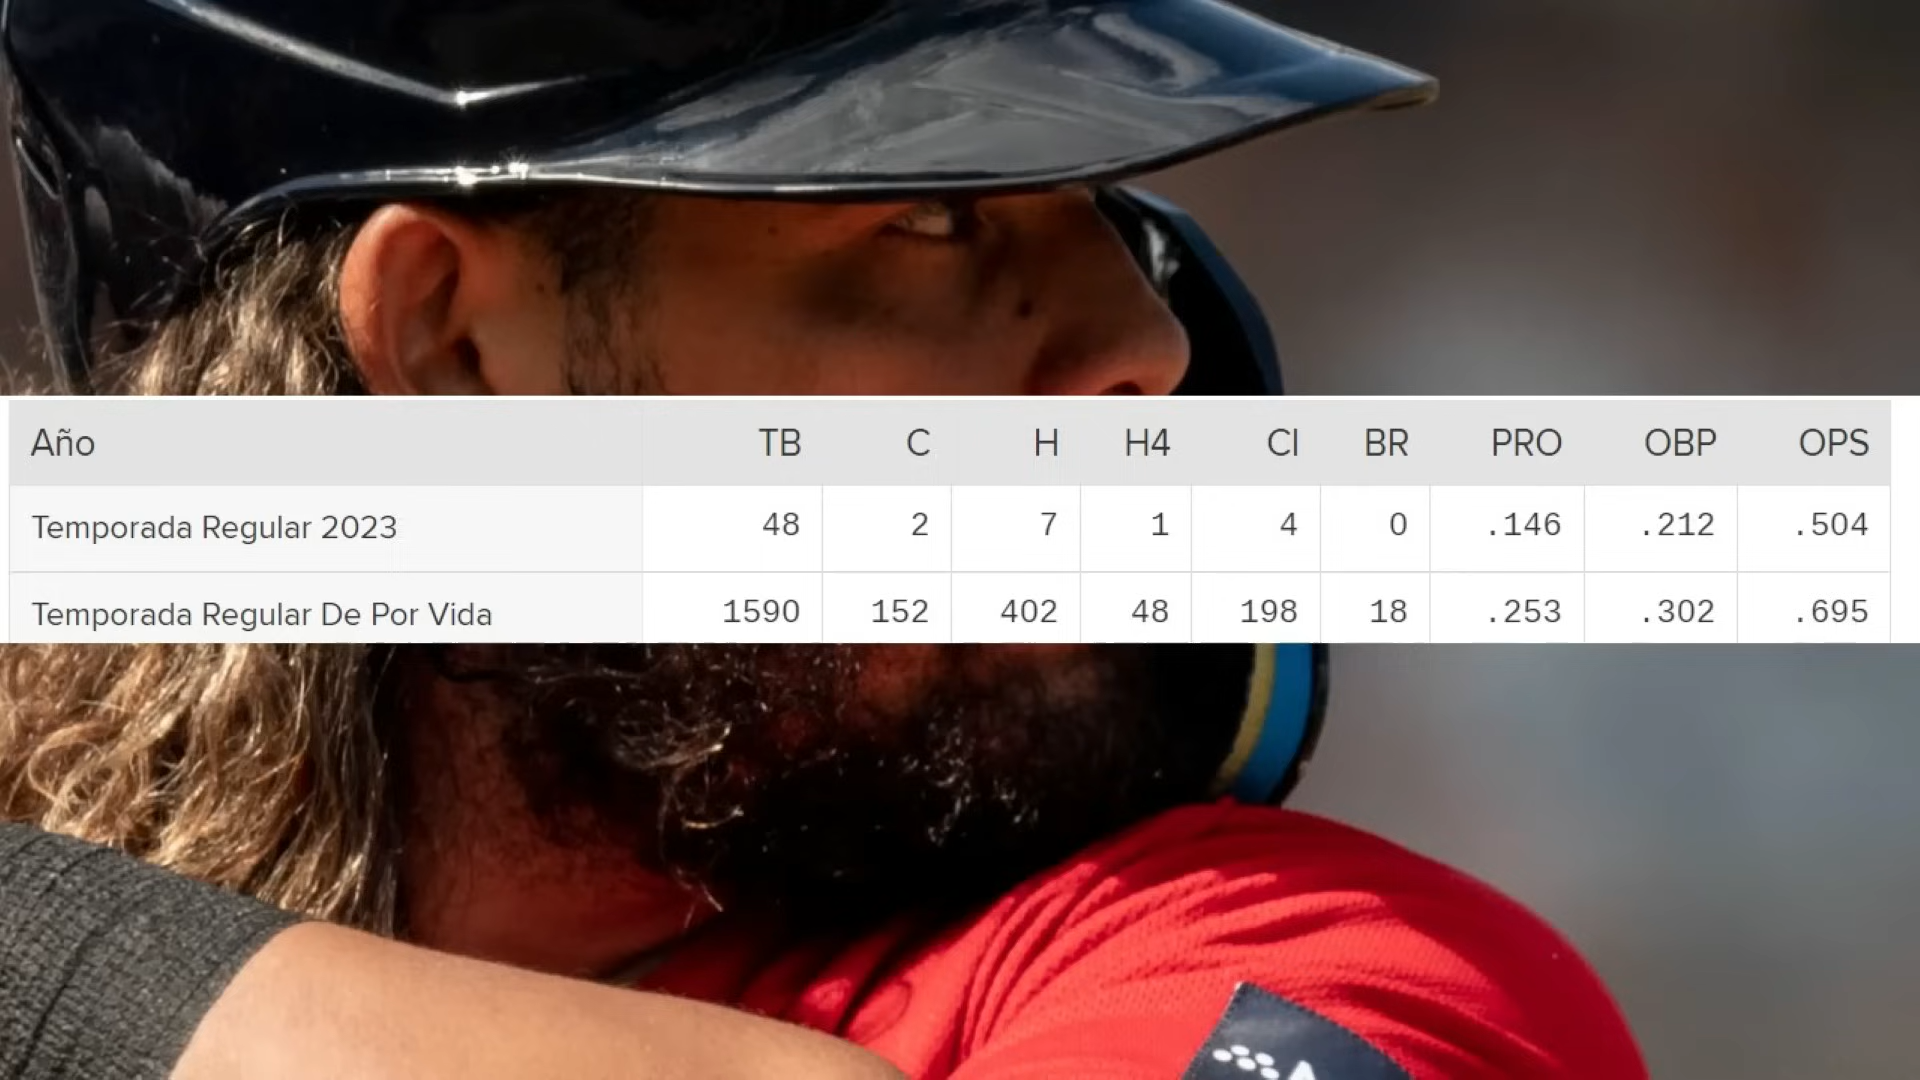 Año TB C H H4 CI BR PRO OBP OPS
Temporada Regular 2023 48 2 7 1 4 0 .146 .212 .504
Temporada Regular De Por Vida 1590 152 402 48 198 18 .253 .302 .695